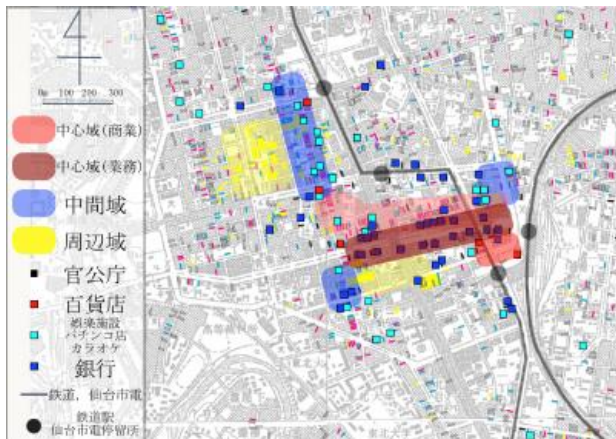 0m 100 200 300
中心域(商業)
中心域(業務)
中間域
周辺域
官公庁
百貨店
娯楽施設
パチンコ店
カラオケ
銀行
鉄道, 仙台市電
鉄道駅
仙台市電停留所